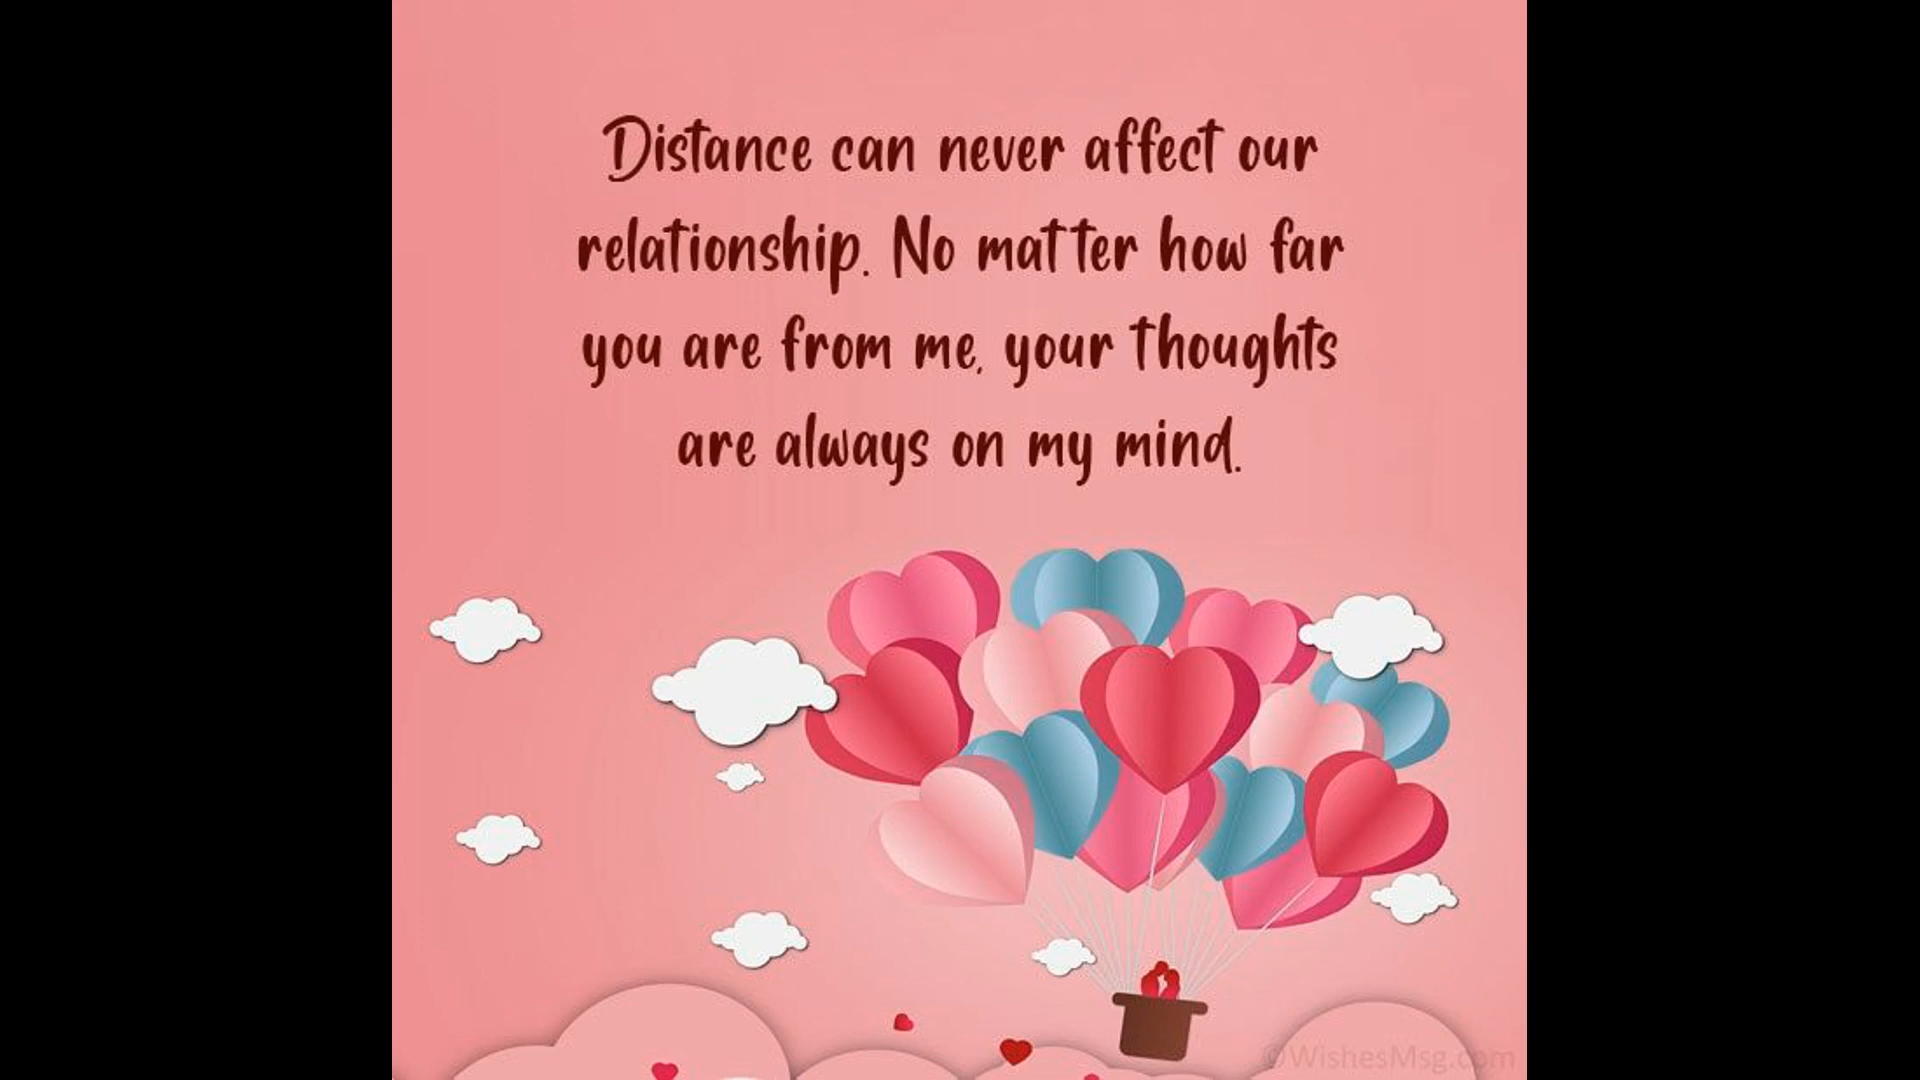 Distance can never affect our
relationship. No matter how far
you are from me, your thoughts
are always on my mind.
©WishesMsg.com